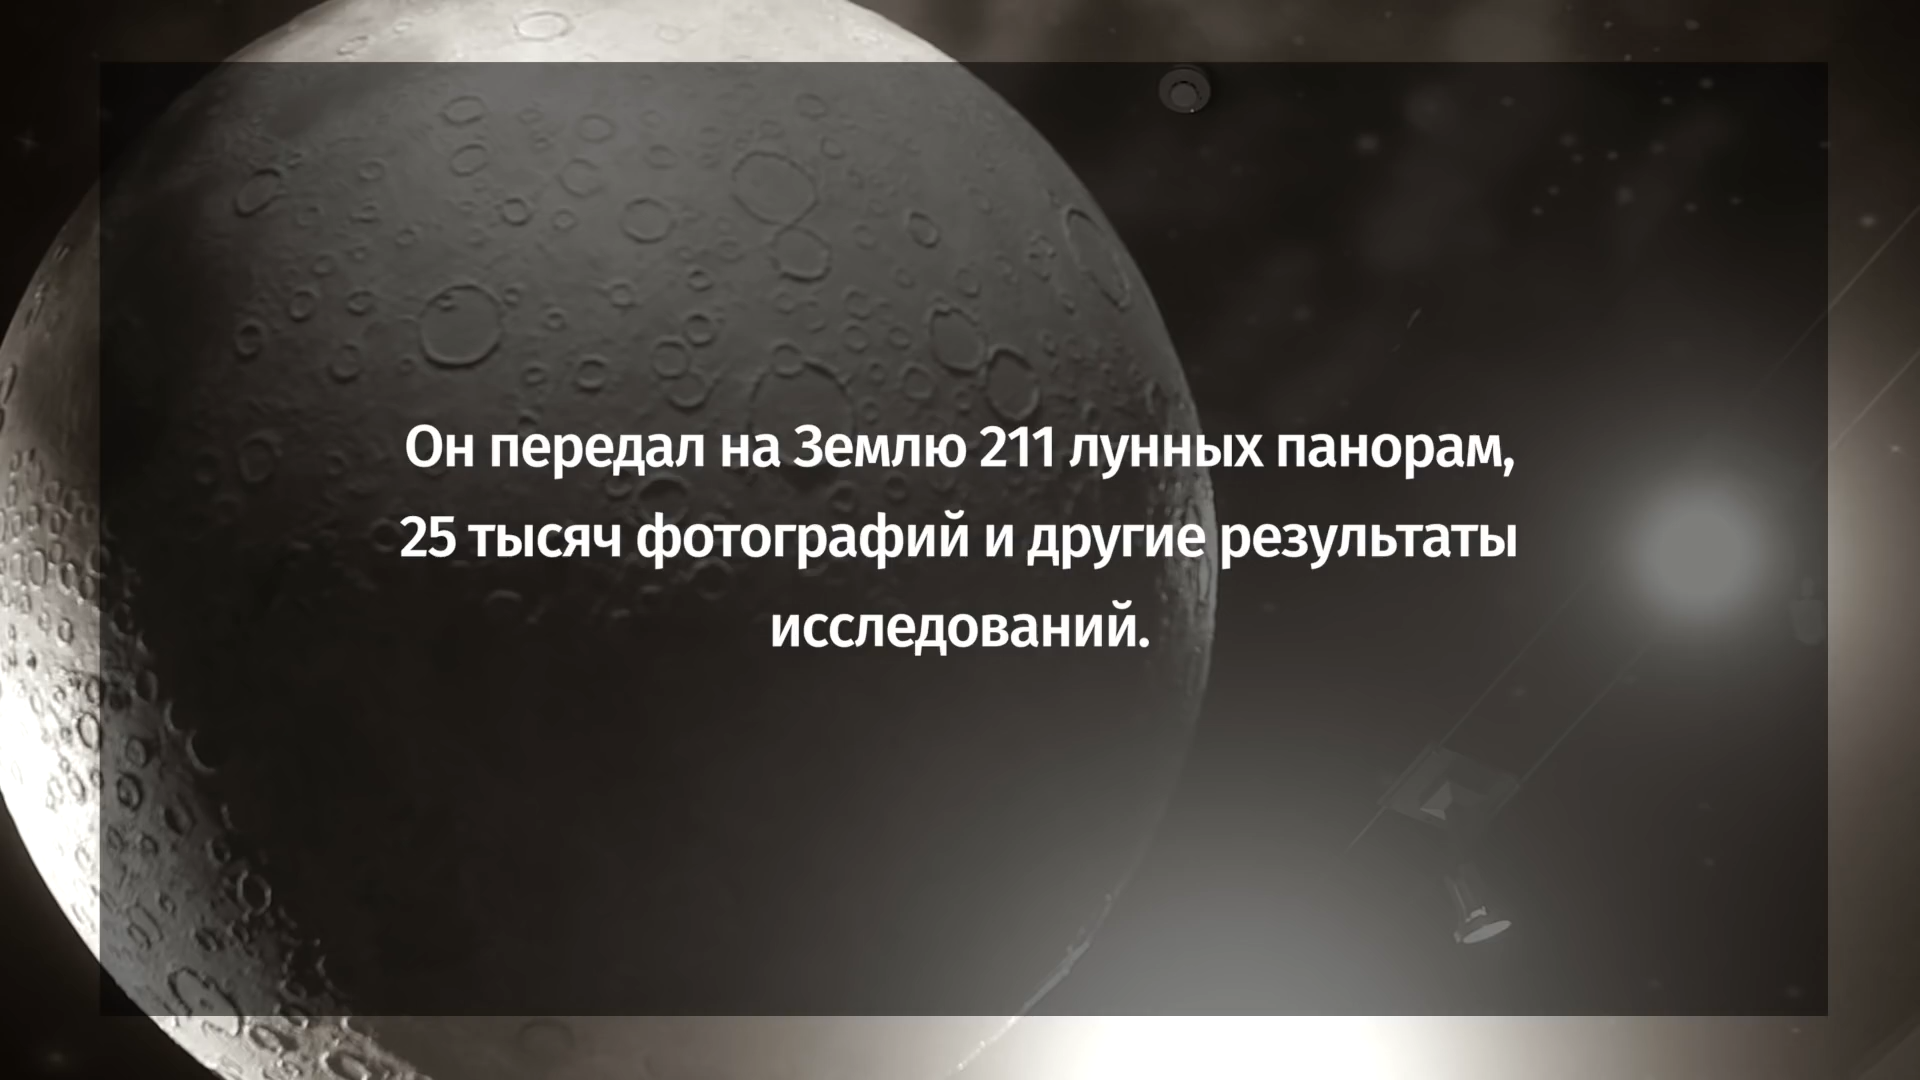 Он передал на Землю 211 лунных панорам,
25 тысяч фотографий и другие результаты
исследований.